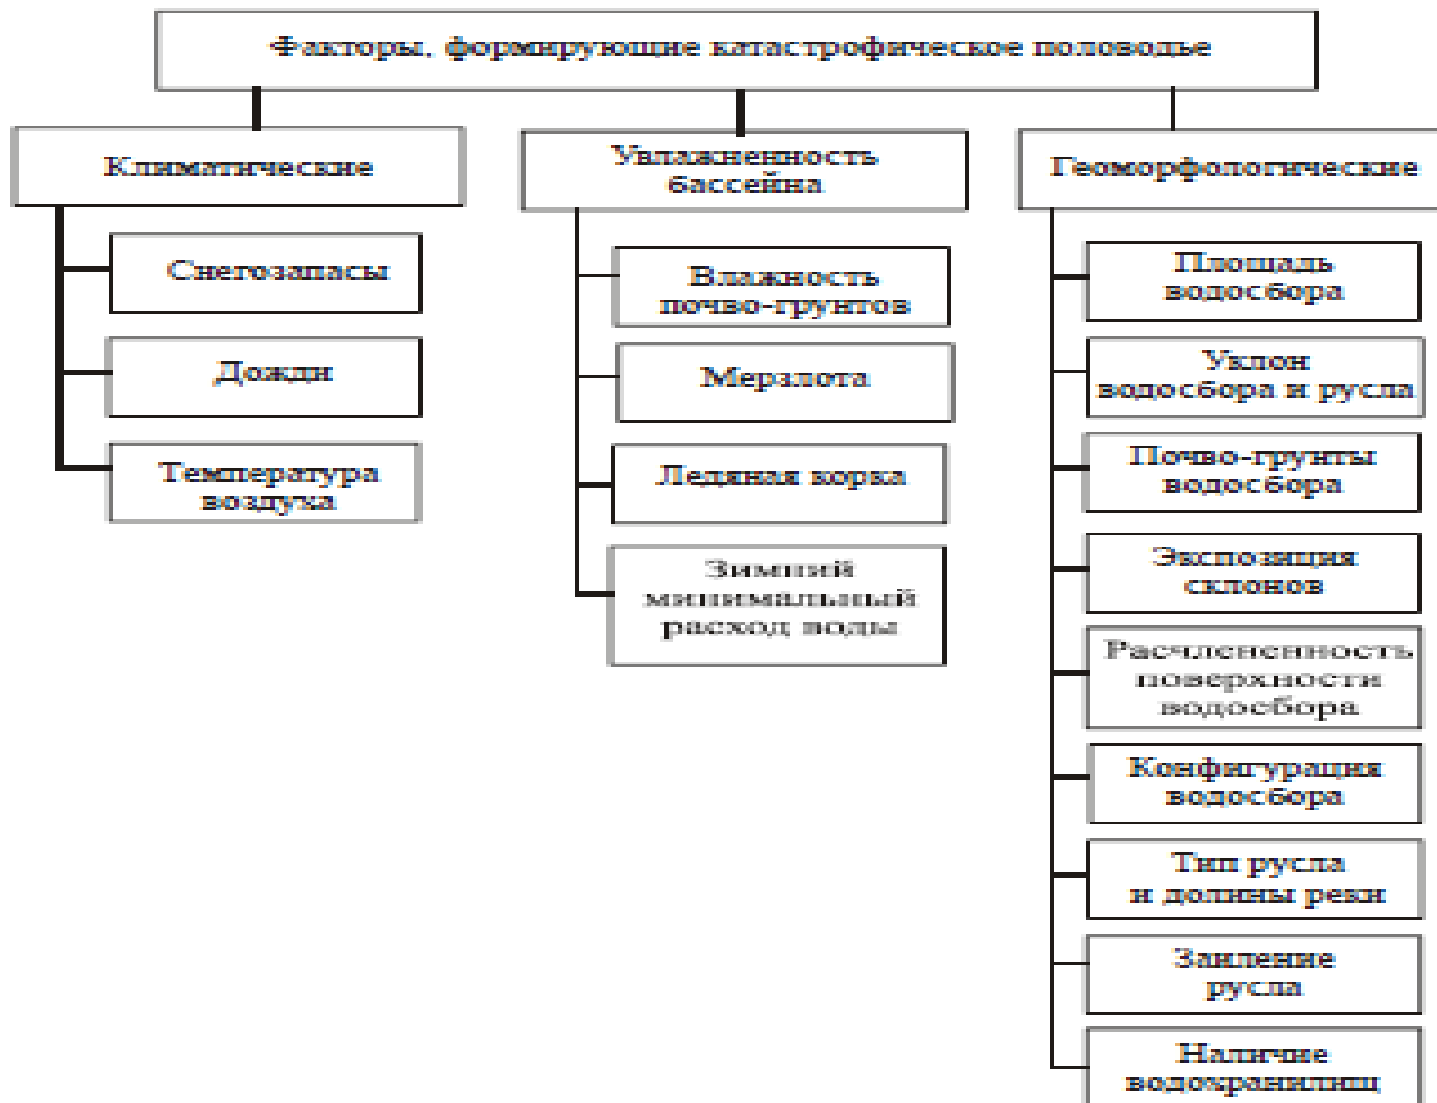 Факторы, формирующие катастрофическое половодье
Климатические
Снегозапасы
Дожди
Температура
воздуха
Увлажненность
бассейна
Влажность
почво-грунтов
Мерзлота
Ледяная корка
Зимний
минимальный
расход воды
Геоморфологические
Площадь
водосбора
Уклон
водосбора и русла
Почво-грунты
водосбора
Экспозиция
склонов
Расчлененность
поверхности
водосбора
Конфигурация
водосбора
Тип русла
и долины реки
Заиление
русла
Наличие
водохранилищ